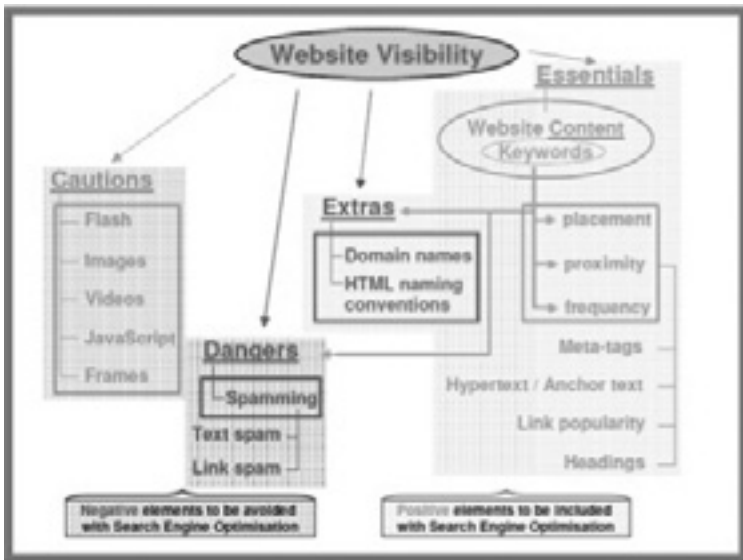 Website Visibility
Essentials
Website Content
Keywords
placement
proximity
frequency
Meta-tags
Hypertext / Anchor text
Link popularity
Headings
Extras
Domain names
HTML naming
conventions
Cautions
Flash
Images
Videos
JavaScript
Frames
Dangers
Spamming
Text spam
Link spam
Negative elements to be avoided
with Search Engine Optimisation
Positive elements to be included
with Search Engine Optimisation